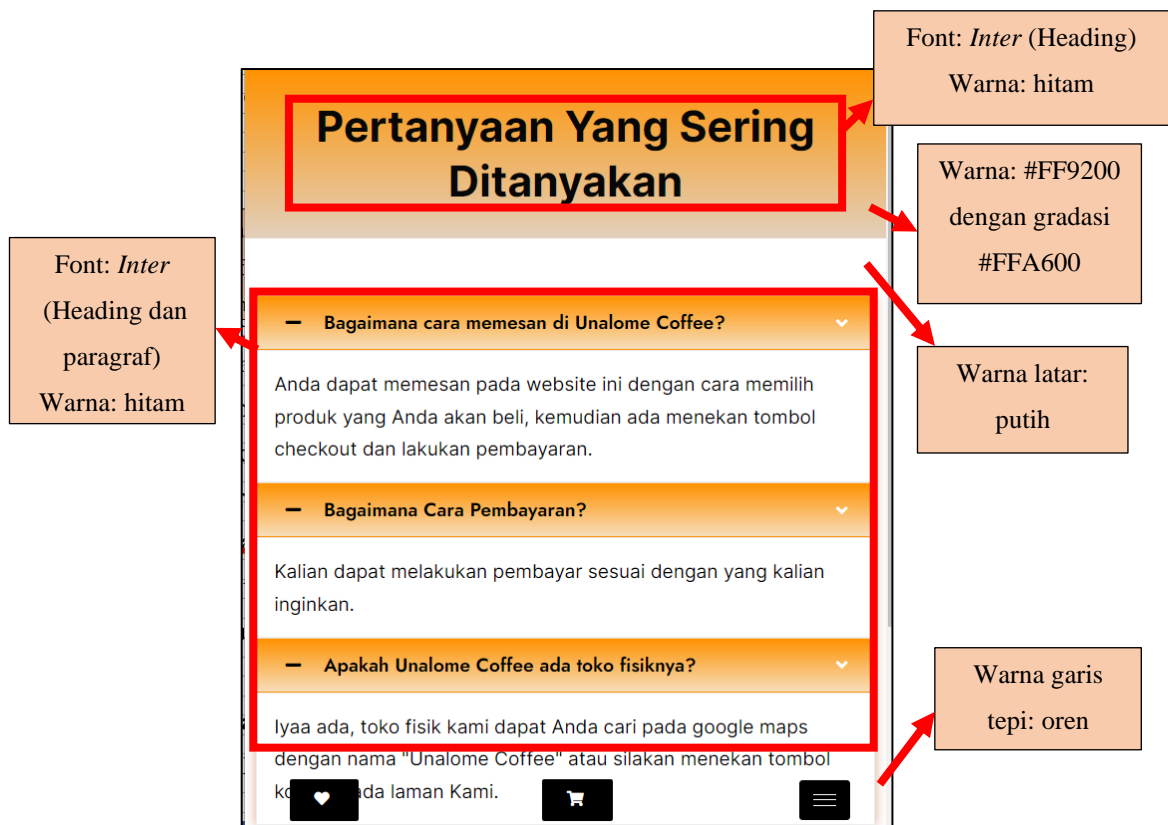 Font: Inter (Heading)
Warna: hitam
Pertanyaan Yang Sering
Ditanyakan
Warna: #FF9200
dengan gradasi
#FFA600
Font: Inter
(Heading dan
paragraf)
Warna: hitam
Bagaimana cara memesan di Unalome Coffee?
Anda dapat memesan pada website ini dengan cara memilih
produk yang Anda akan beli, kemudian ada menekan tombol
checkout dan lakukan pembayaran.
Warna latar:
putih
Bagaimana Cara Pembayaran?
Kalian dapat melakukan pembayar sesuai dengan yang kalian
inginkan.
Apakah Unalome Coffee ada toko fisiknya?
Iyaa ada, toko fisik kami dapat Anda cari pada google maps
dengan nama "Unalome Coffee" atau silakan menekan tombol
laman Kami.
Warna garis
tepi: oren